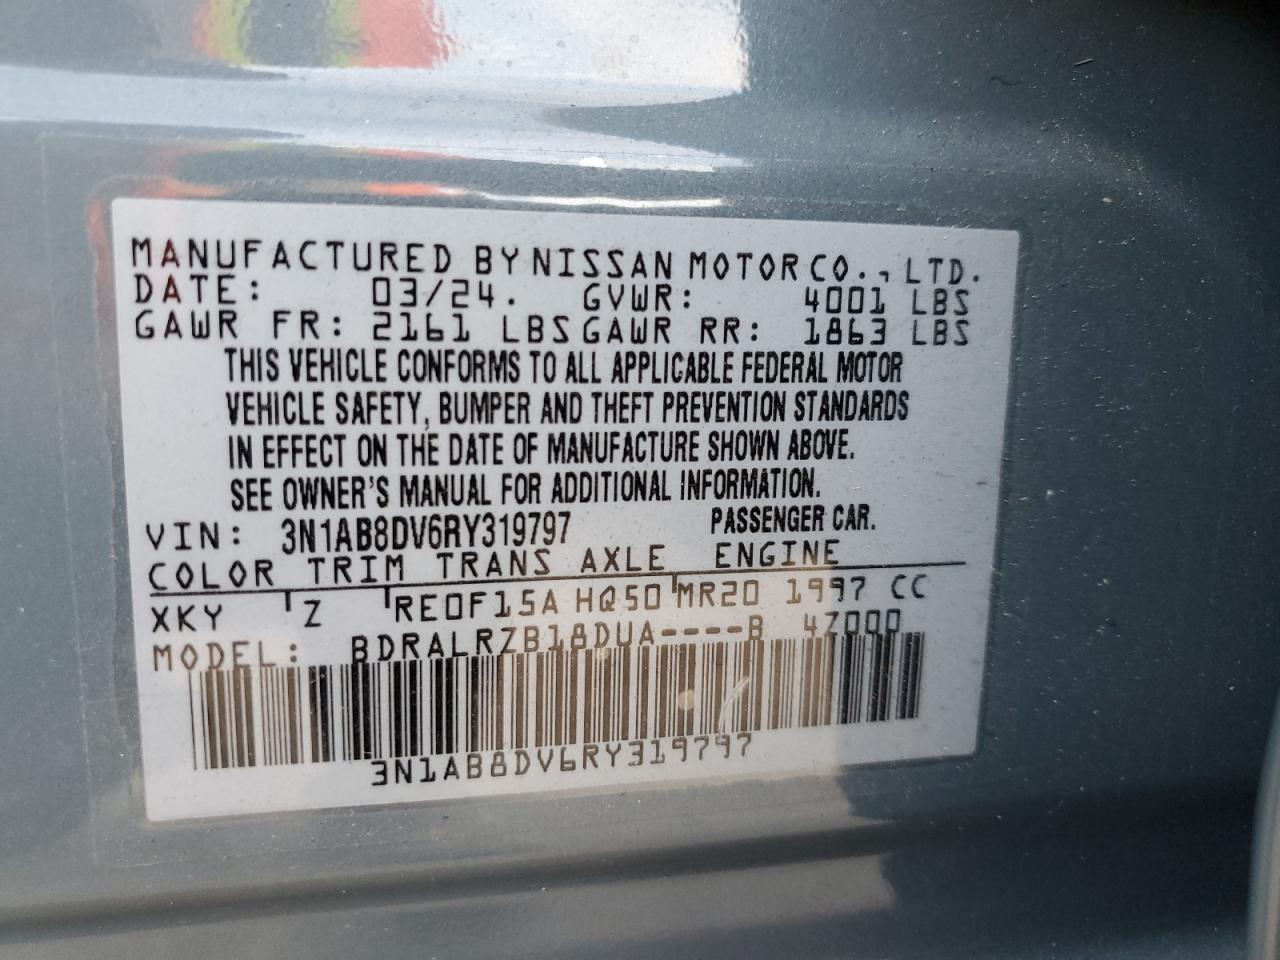 MANUFACTURED BY NISSAN MOTOR CO., LTD.
DATE: 03/24. GVWR: 4001 LBS
GAWR FR: 2161 LBS GAWR RR: 1863 LBS
THIS VEHICLE CONFORMS TO ALL APPLICABLE FEDERAL MOTOR
VEHICLE SAFETY, BUMPER AND THEFT PREVENTION STANDARDS
IN EFFECT ON THE DATE OF MANUFACTURE SHOWN ABOVE.
SEE OWNER'S MANUAL FOR ADDITIONAL INFORMATION.
VIN: 3N1AB8DV6RY319797 PASSENGER CAR.
COLOR TRIM TRANS AXLE ENGINE
XKY Z RE0F15A HQ50 MR20 1997 CC
MODEL: BDRALRZB18DUA----B 4Z000
3N1AB8DV6RY319797